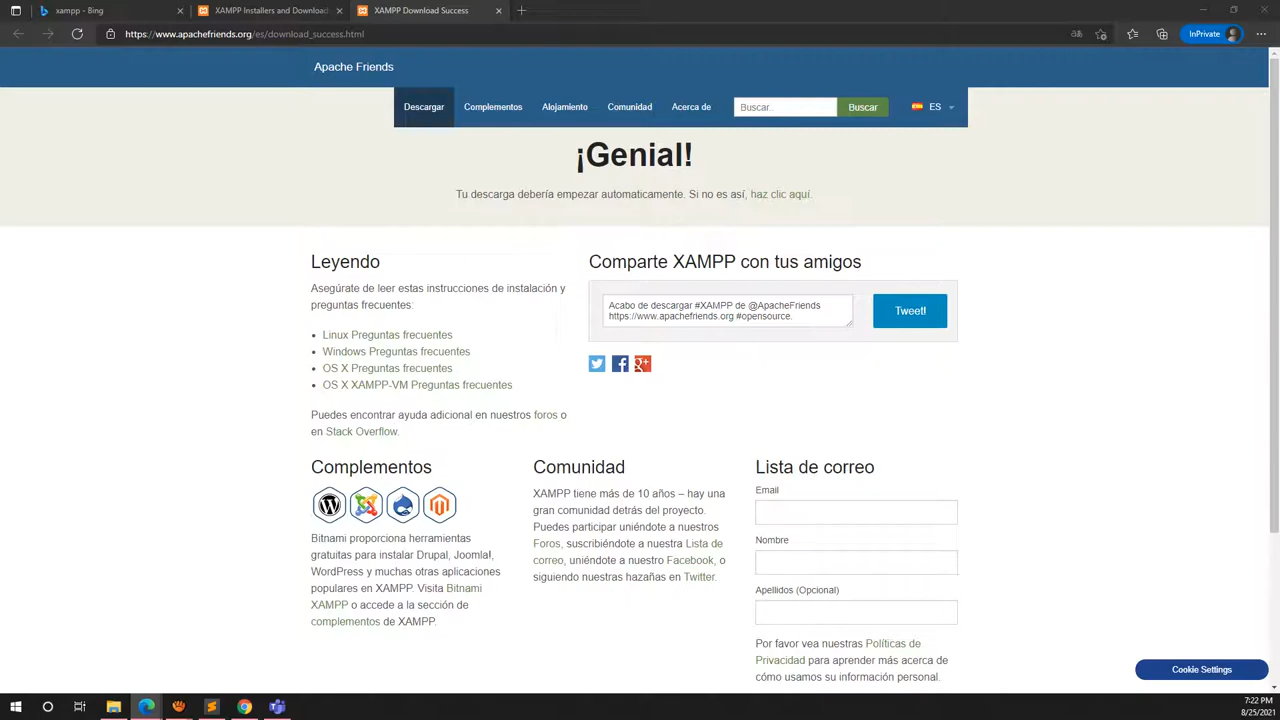 xampp - Bing
XAMPP Installers and Download
XAMPP Download Success
https://www.apachefriends.org/es/download_success.html
InPrivate
Apache Friends
Descargar
Complementos
Alojamiento
Comunidad
Acerca de
Buscar..
Buscar
ES
¡Genial!
Tu descarga debería empezar automaticamente. Si no es así, haz clic aquí.
Leyendo
Asegúrate de leer estas instrucciones de instalación y
preguntas frecuentes:
Linux Preguntas frecuentes
Windows Preguntas frecuentes
OS X Preguntas frecuentes
OS X XAMPP-VM Preguntas frecuentes
Puedes encontrar ayuda adicional en nuestros foros o
en Stack Overflow.
Comparte XAMPP con tus amigos
Acabo de descargar #XAMPP de @ApacheFriends
https://www.apachefriends.org #opensource.
Tweet!
Complementos
Bitnami proporciona herramientas
gratuitas para instalar Drupal, Joomla!,
WordPress y muchas otras aplicaciones
populares en XAMPP. Visita Bitnami
XAMPP o accede a la sección de
complementos de XAMPP.
Comunidad
XAMPP tiene más de 10 años – hay una
gran comunidad detrás del proyecto.
Puedes participar uniéndote a nuestros
Foros, suscribiéndote a nuestra Lista de
correo, uniéndote a nuestro Facebook, o
siguiendo nuestras hazañas en Twitter.
Lista de correo
Email
Nombre
Apellidos (Opcional)
Por favor vea nuestras Políticas de
Privacidad para aprender más acerca de
cómo usamos su información personal.
Cookie Settings
7:22 PM
8/25/2021